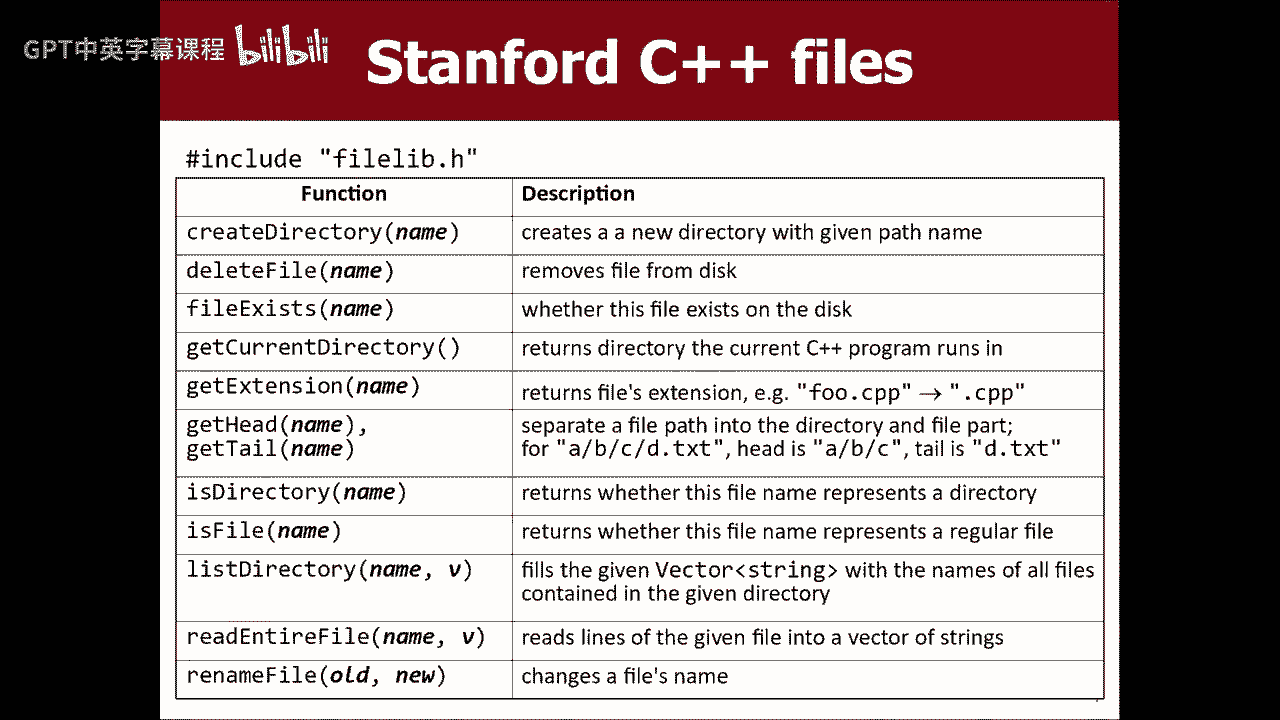 GPT中英字幕课程 bilibili
Stanford C++ files
#include "filelib.h"
Function Description
createDirectory(name) creates a a new directory with given path name
deleteFile(name) removes file from disk
fileExists(name) whether this file exists on the disk
getCurrentDirectory() returns directory the current C++ program runs in
getExtension(name) returns file's extension, e.g. "foo.cpp" → ".cpp"
getHead(name), separate a file path into the directory and file part;
getTail(name) for "a/b/c/d.txt", head is "a/b/c", tail is "d.txt"
isDirectory(name) returns whether this file name represents a directory
isFile(name) returns whether this file name represents a regular file
listDirectory(name, v) fills the given Vector<string> with the names of all files
contained in the given directory
readEntireFile(name, v) reads lines of the given file into a vector of strings
renameFile(old, new) changes a file's name